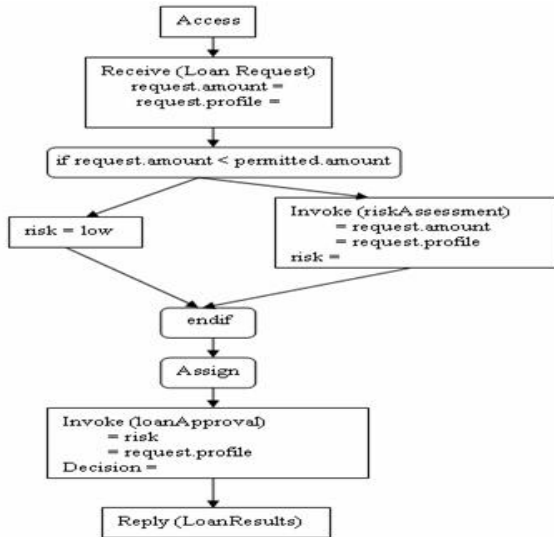 Access
Receive (Loan Request)
request.amount =
request.profile =
if request.amount < permitted.amount
risk = low
Invoke (riskAssessment)
= request.amount
= request.profile
risk =
endif
Assign
Invoke (loanApproval)
= risk
= request.profile
Decision =
Reply (LoanResults)